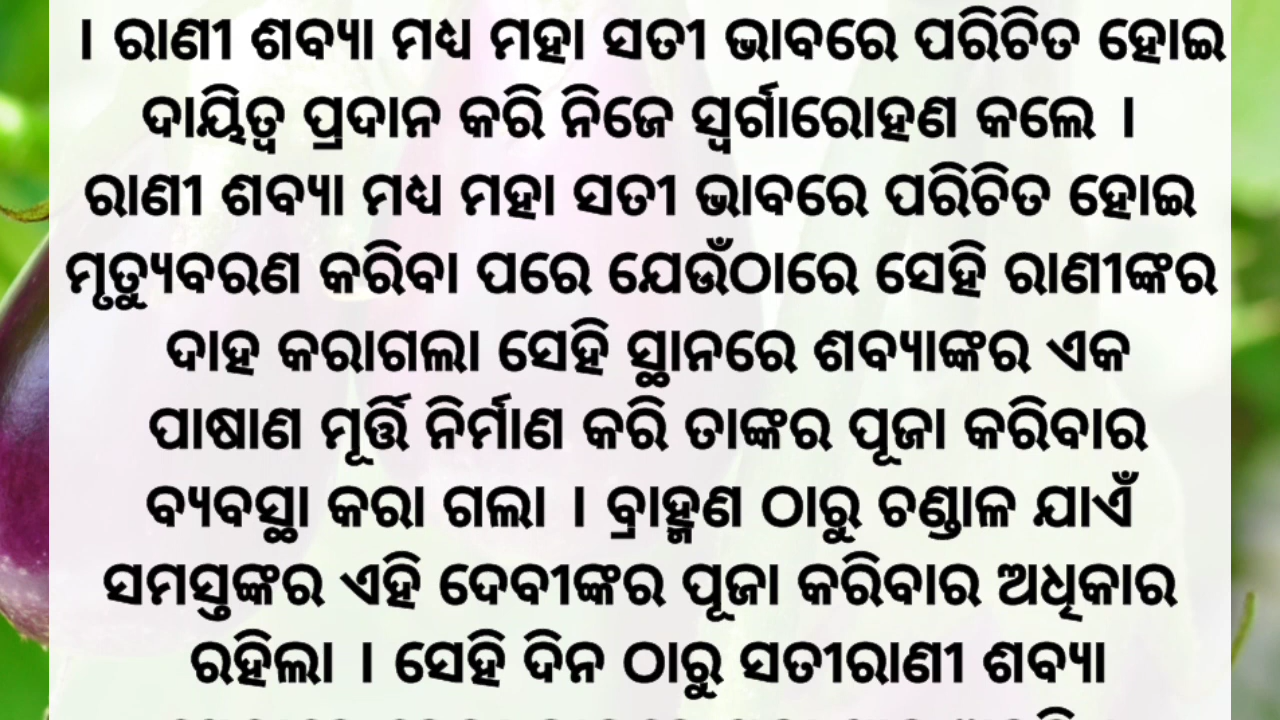 । ରାଣୀ ଶବ୍ୟା ମଧ୍ୟ ମହା ସତୀ ଭାବରେ ପରିଚିତ ହୋଇ
ଦାୟିତ୍ୱ ପ୍ରଦାନ କରି ନିଜେ ସ୍ୱର୍ଗାରୋହଣ କଲେ ।
ରାଣୀ ଶବ୍ୟା ମଧ୍ୟ ମହା ସତୀ ଭାବରେ ପରିଚିତ ହୋଇ
ମୃତ୍ୟୁବରଣ କରିବା ପରେ ଯେଉଁଠାରେ ସେହି ରାଣୀଙ୍କର
ଦାହ କରାଗଲା ସେହି ସ୍ଥାନରେ ଶବ୍ୟାଙ୍କର ଏକ
ପାଷାଣ ମୂର୍ତ୍ତି ନିର୍ମାଣ କରି ତାଙ୍କର ପୂଜା କରିବାର
ବ୍ୟବସ୍ଥା କରା ଗଲା । ବ୍ରାହ୍ମଣ ଠାରୁ ଚଣ୍ଡାଳ ଯାଏଁ
ସମସ୍ତଙ୍କର ଏହି ଦେବୀଙ୍କର ପୂଜା କରିବାର ଅଧିକାର
ରହିଲା । ସେହି ଦିନ ଠାରୁ ସତୀରାଣୀ ଶବ୍ୟା